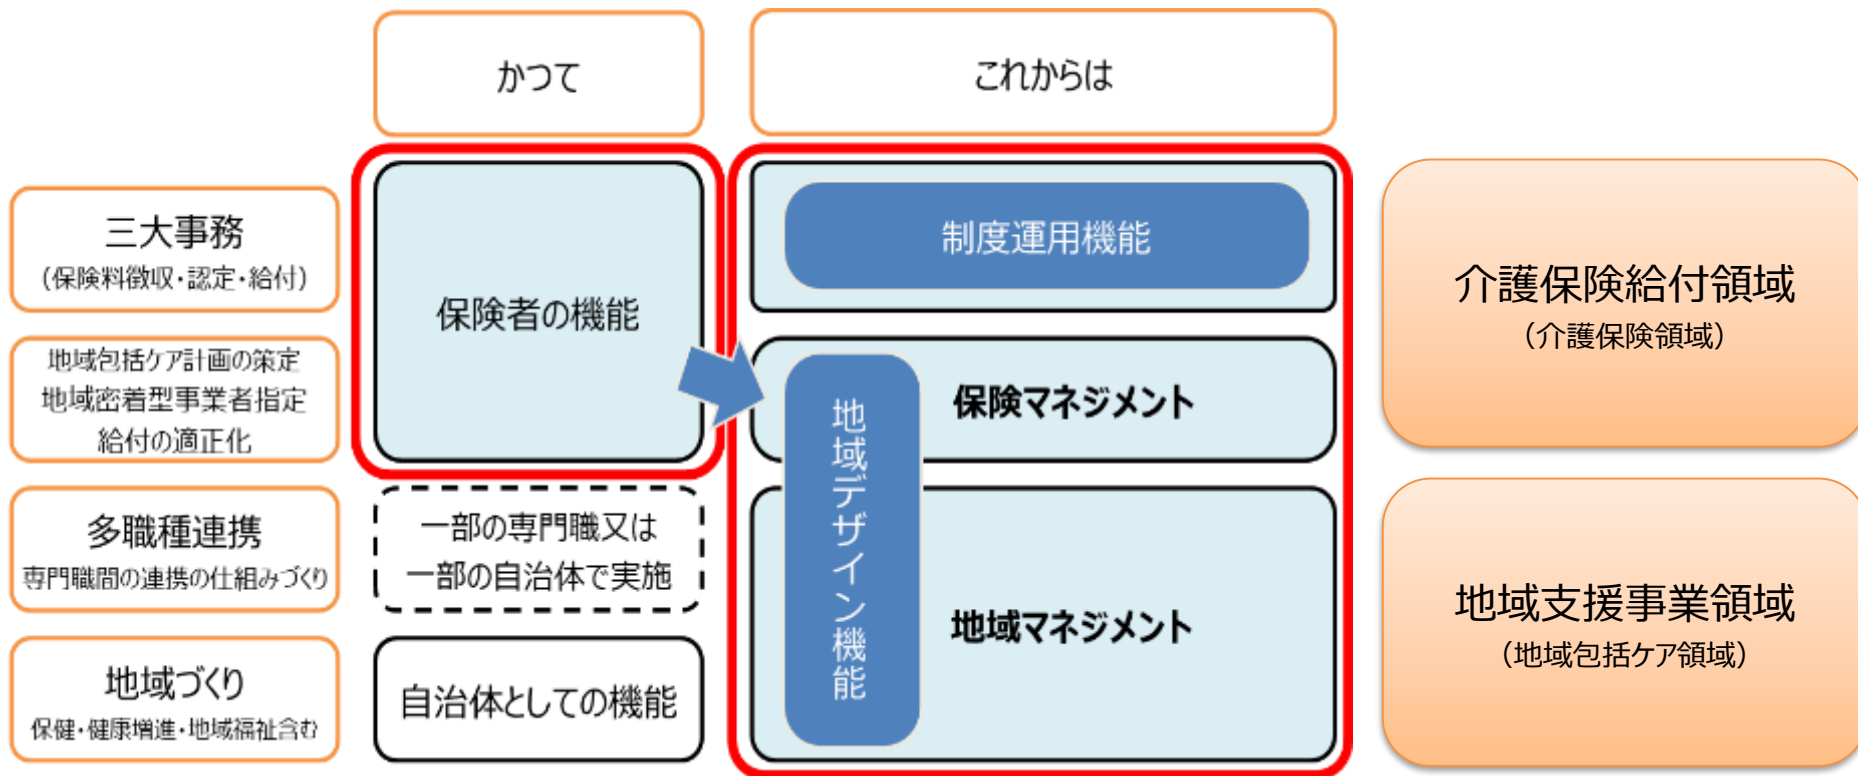 かつて
これからは
三大事務
(保険料徴収・認定・給付)
地域包括ケア計画の策定
地域密着型事業者指定
給付の適正化
多職種連携
専門職間の連携の仕組みづくり
地域づくり
保健・健康増進・地域福祉含む
保険者の機能
一部の専門職又は
一部の自治体で実施
自治体としての機能
制度運用機能
保険マネジメント
地域デザイン機能
地域マネジメント
介護保険給付領域
（介護保険領域）
地域支援事業領域
（地域包括ケア領域）